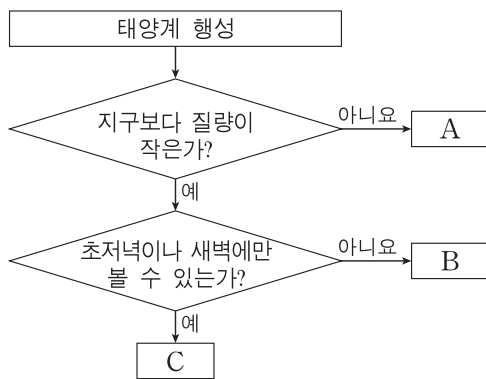 태양계 행성
지구보다 질량이
작은가?
아니요
A
예
초저녁이나 새벽에만
볼 수 있는가?
아니요
B
예
C